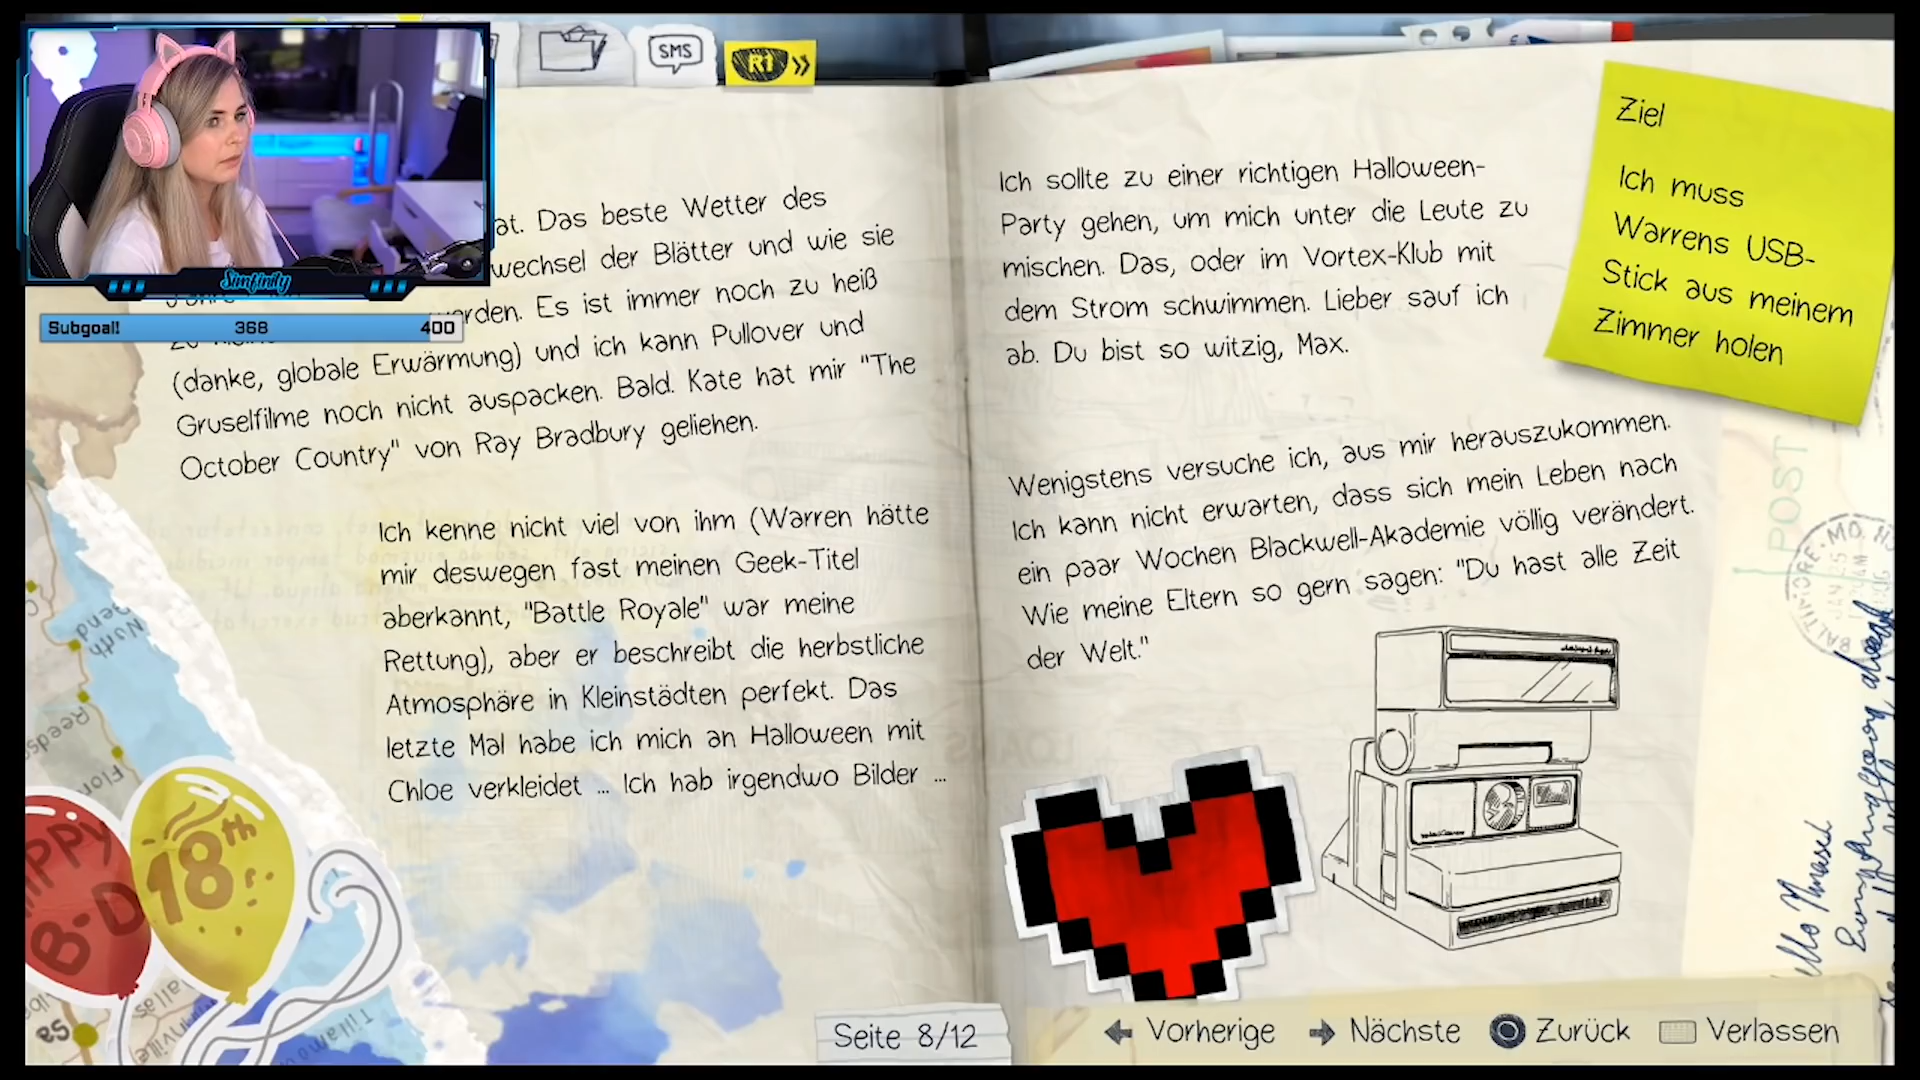 SMS
R1
Simfinity
Subgoal! 368 400
at. Das beste Wetter des
wechsel der Blätter und wie sie
rden. Es ist immer noch zu heiß
(danke, globale Erwärmung) und ich kann Pullover und
Gruselfilme noch nicht auspacken. Bald. Kate hat mir "The
October Country" von Ray Bradbury geliehen.
Ich kenne nicht viel von ihm (Warren hätte
mir deswegen fast meinen Geek-Titel
aberkannt, "Battle Royale" war meine
Rettung), aber er beschreibt die herbstliche
Atmosphäre in Kleinstädten perfekt. Das
letzte Mal habe ich mich an Halloween mit
Chloe verkleidet ... Ich hab irgendwo Bilder ...
Ich sollte zu einer richtigen Halloween-
Party gehen, um mich unter die Leute zu
mischen. Das, oder im Vortex-Klub mit
dem Strom schwimmen. Lieber sauf ich
ab. Du bist so witzig, Max.
Wenigstens versuche ich, aus mir herauszukommen.
Ich kann nicht erwarten, dass sich mein Leben nach
ein paar Wochen Blackwell-Akademie völlig verändert.
Wie meine Eltern so gern sagen: "Du hast alle Zeit
der Welt."
Ziel
Ich muss
Warrens USB-
Stick aus meinem
Zimmer holen
POST
North
Bend
PPY
B-D
18th
Seite 8/12
Vorherige
Nächste
Zurück
Verlassen